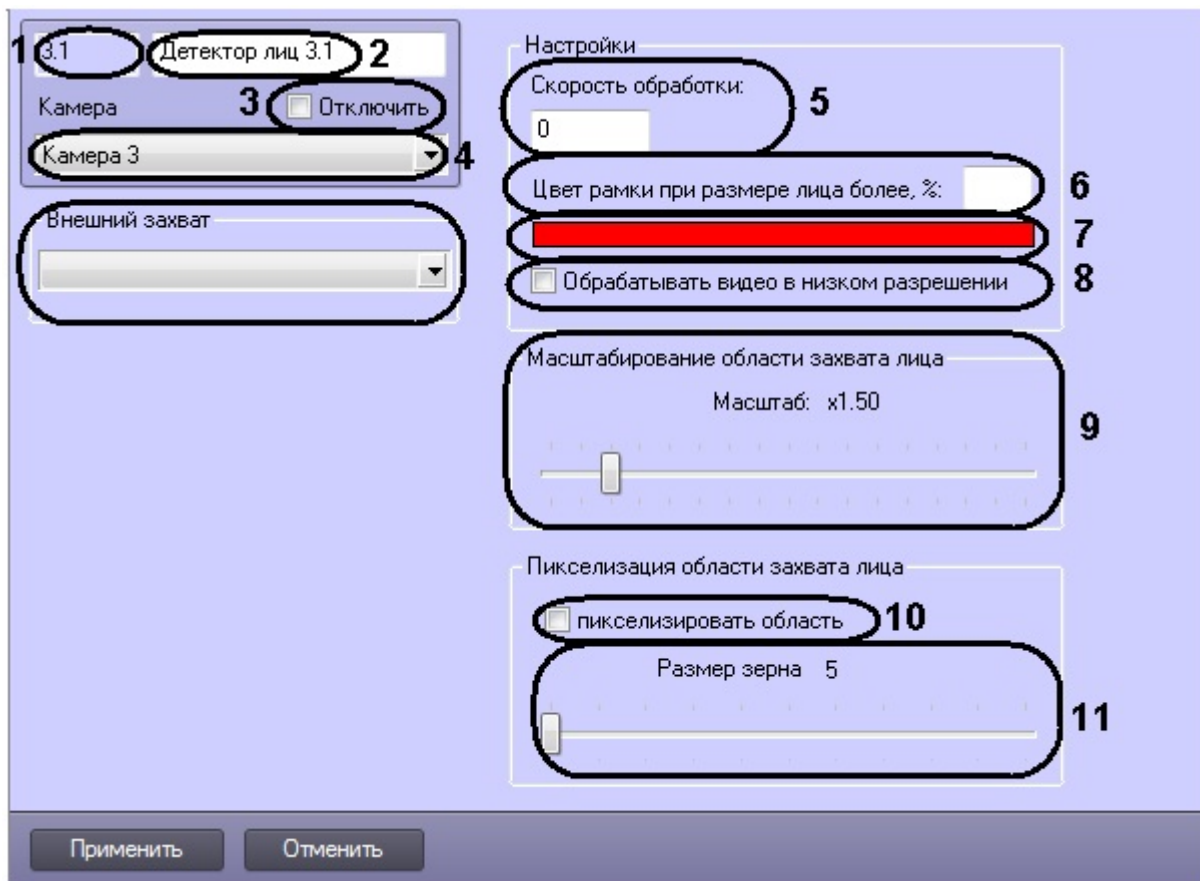 1 3.1 Детектор лиц 3.1 2
Камера 3 Отключить
Камера 3 4
Внешний захват
Настройки
Скорость обработки:
0
5
Цвет рамки при размере лица более, %: 6
7
Обрабатывать видео в низком разрешении 8
Масштабирование области захвата лица
Масштаб: x1.50
9
Пикселизация области захвата лица
пикселизировать область 10
Размер зерна 5
11
Применить Отменить